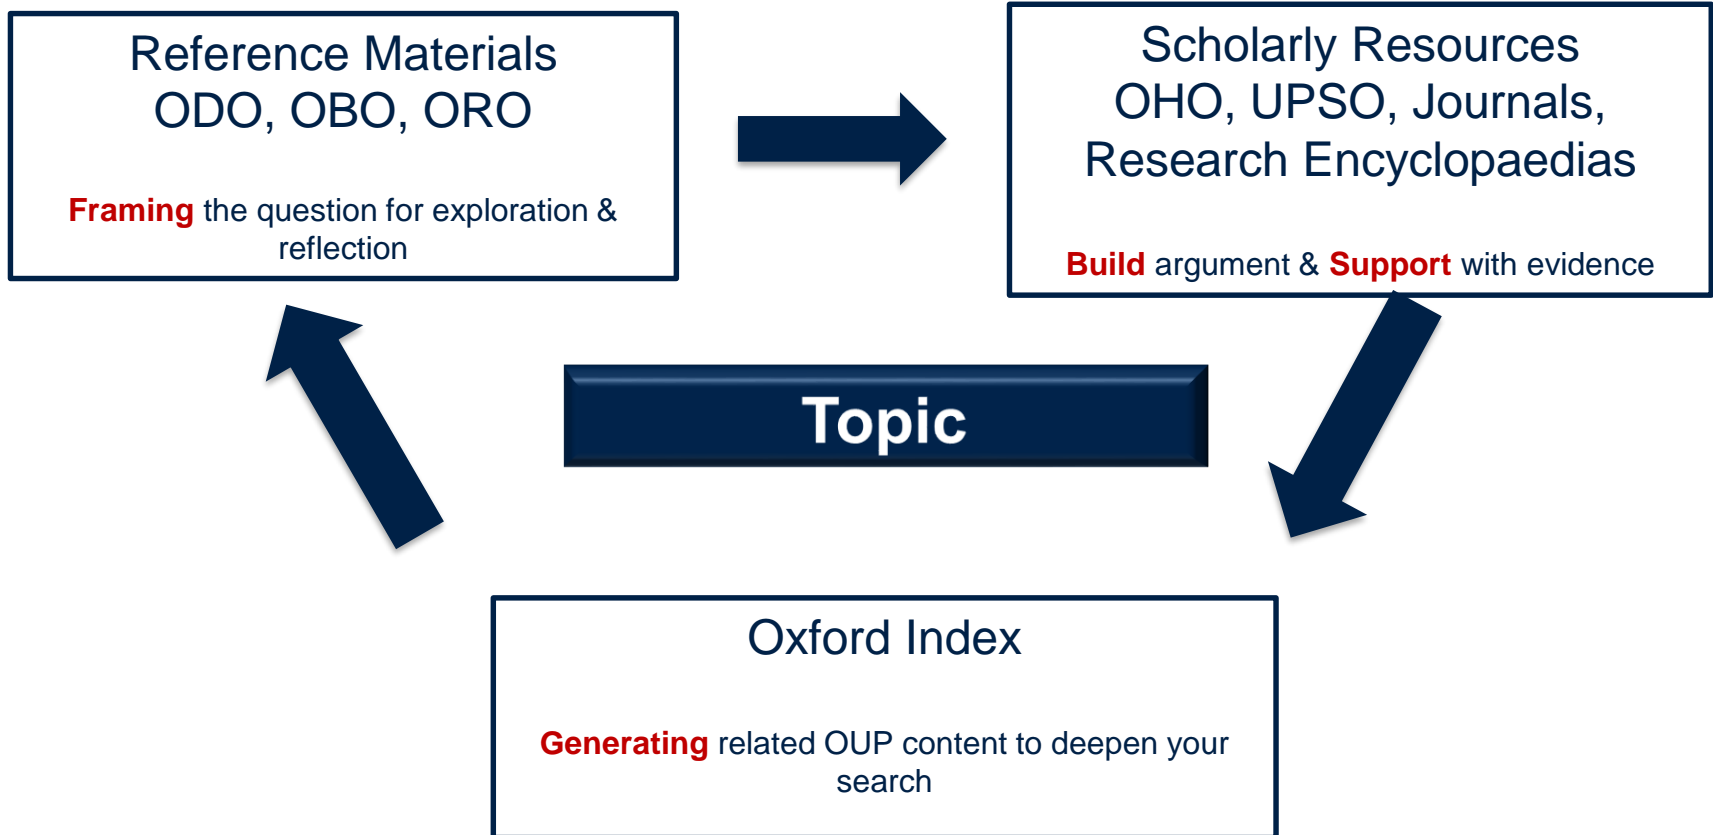 Reference Materials
ODO, OBO, ORO
Framing the question for exploration &
reflection
Scholarly Resources
OHO, UPSO, Journals,
Research Encyclopaedias
Build argument & Support with evidence
Topic
Oxford Index
Generating related OUP content to deepen your
search